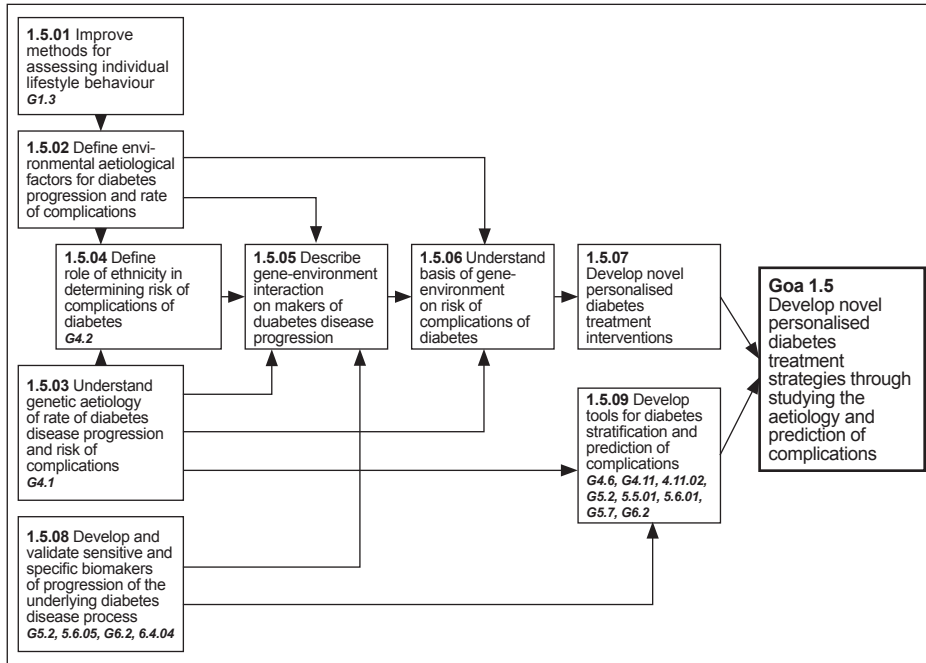 1.5.01 Improve
methods for
assessing individual
lifestyle behaviour
G1.3
1.5.02 Define envi-
ronmental aetiological
factors for diabetes
progression and rate
of complications
1.5.04 Define
role of ethnicity in
determining risk of
complications of
diabetes
G4.2
1.5.05 Describe
gene-environment
interaction
on makers of
duabetes disease
progression
1.5.06 Understand
basis of gene-
environment
on risk of
complications of
diabetes
1.5.07
Develop novel
personalised
diabetes
treatment
interventions
Goa 1.5
Develop novel
personalised
diabetes
treatment
strategies through
studying the
aetiology and
prediction of
complications
1.5.03 Understand
genetic aetiology
of rate of diabetes
disease progression
and risk of
complications
G4.1
1.5.09 Develop
tools for diabetes
stratification and
prediction of
complications
G4.6, G4.11, 4.11.02,
G5.2, 5.5.01, 5.6.01,
G5.7, G6.2
1.5.08 Develop and
validate sensitive and
specific biomakers
of progression of the
underlying diabetes
disease process
G5.2, 5.6.05, G6.2, 6.4.04